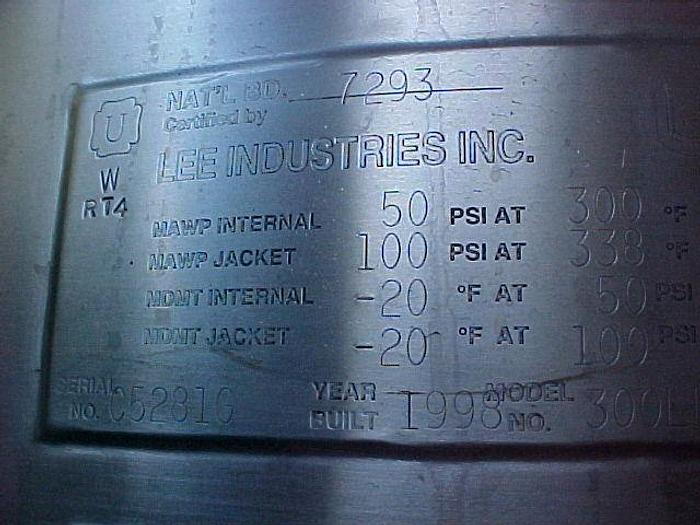 NAT'L BD. 7293
U
Certified by
LEE INDUSTRIES INC.
W
RT4
MAWP INTERNAL 50 PSI AT 300 °F
MAWP JACKET 100 PSI AT 338 °F
MDMT INTERNAL -20 °F AT 50 PSI
MDMT JACKET -20 °F AT 100 PSI
SERIAL NO. C5281G YEAR BUILT 1998 MODEL NO. 300L